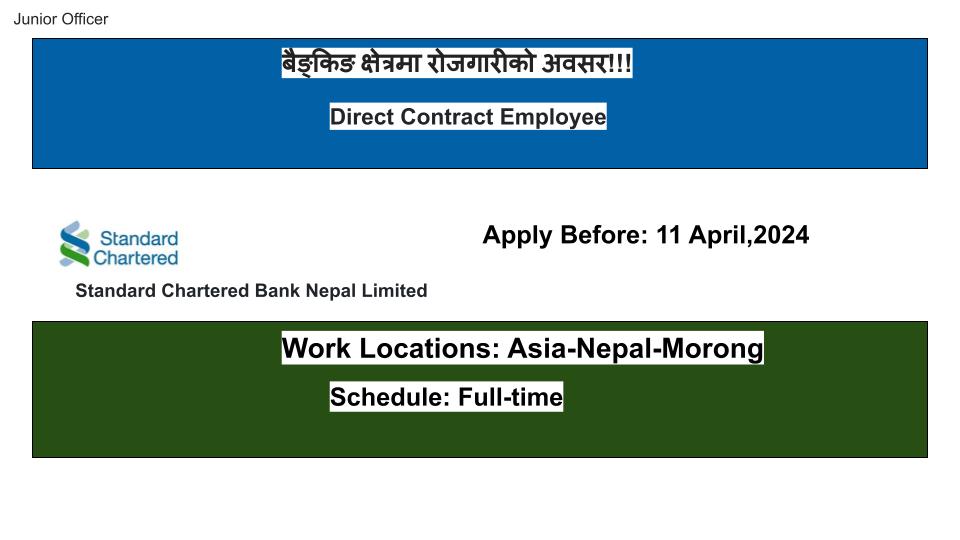 Junior Officer
बैङ्किङ क्षेत्रमा रोजगारीको अवसर!!!
Direct Contract Employee
Standard
Chartered
Apply Before: 11 April,2024
Standard Chartered Bank Nepal Limited
Work Locations: Asia-Nepal-Morong
Schedule: Full-time